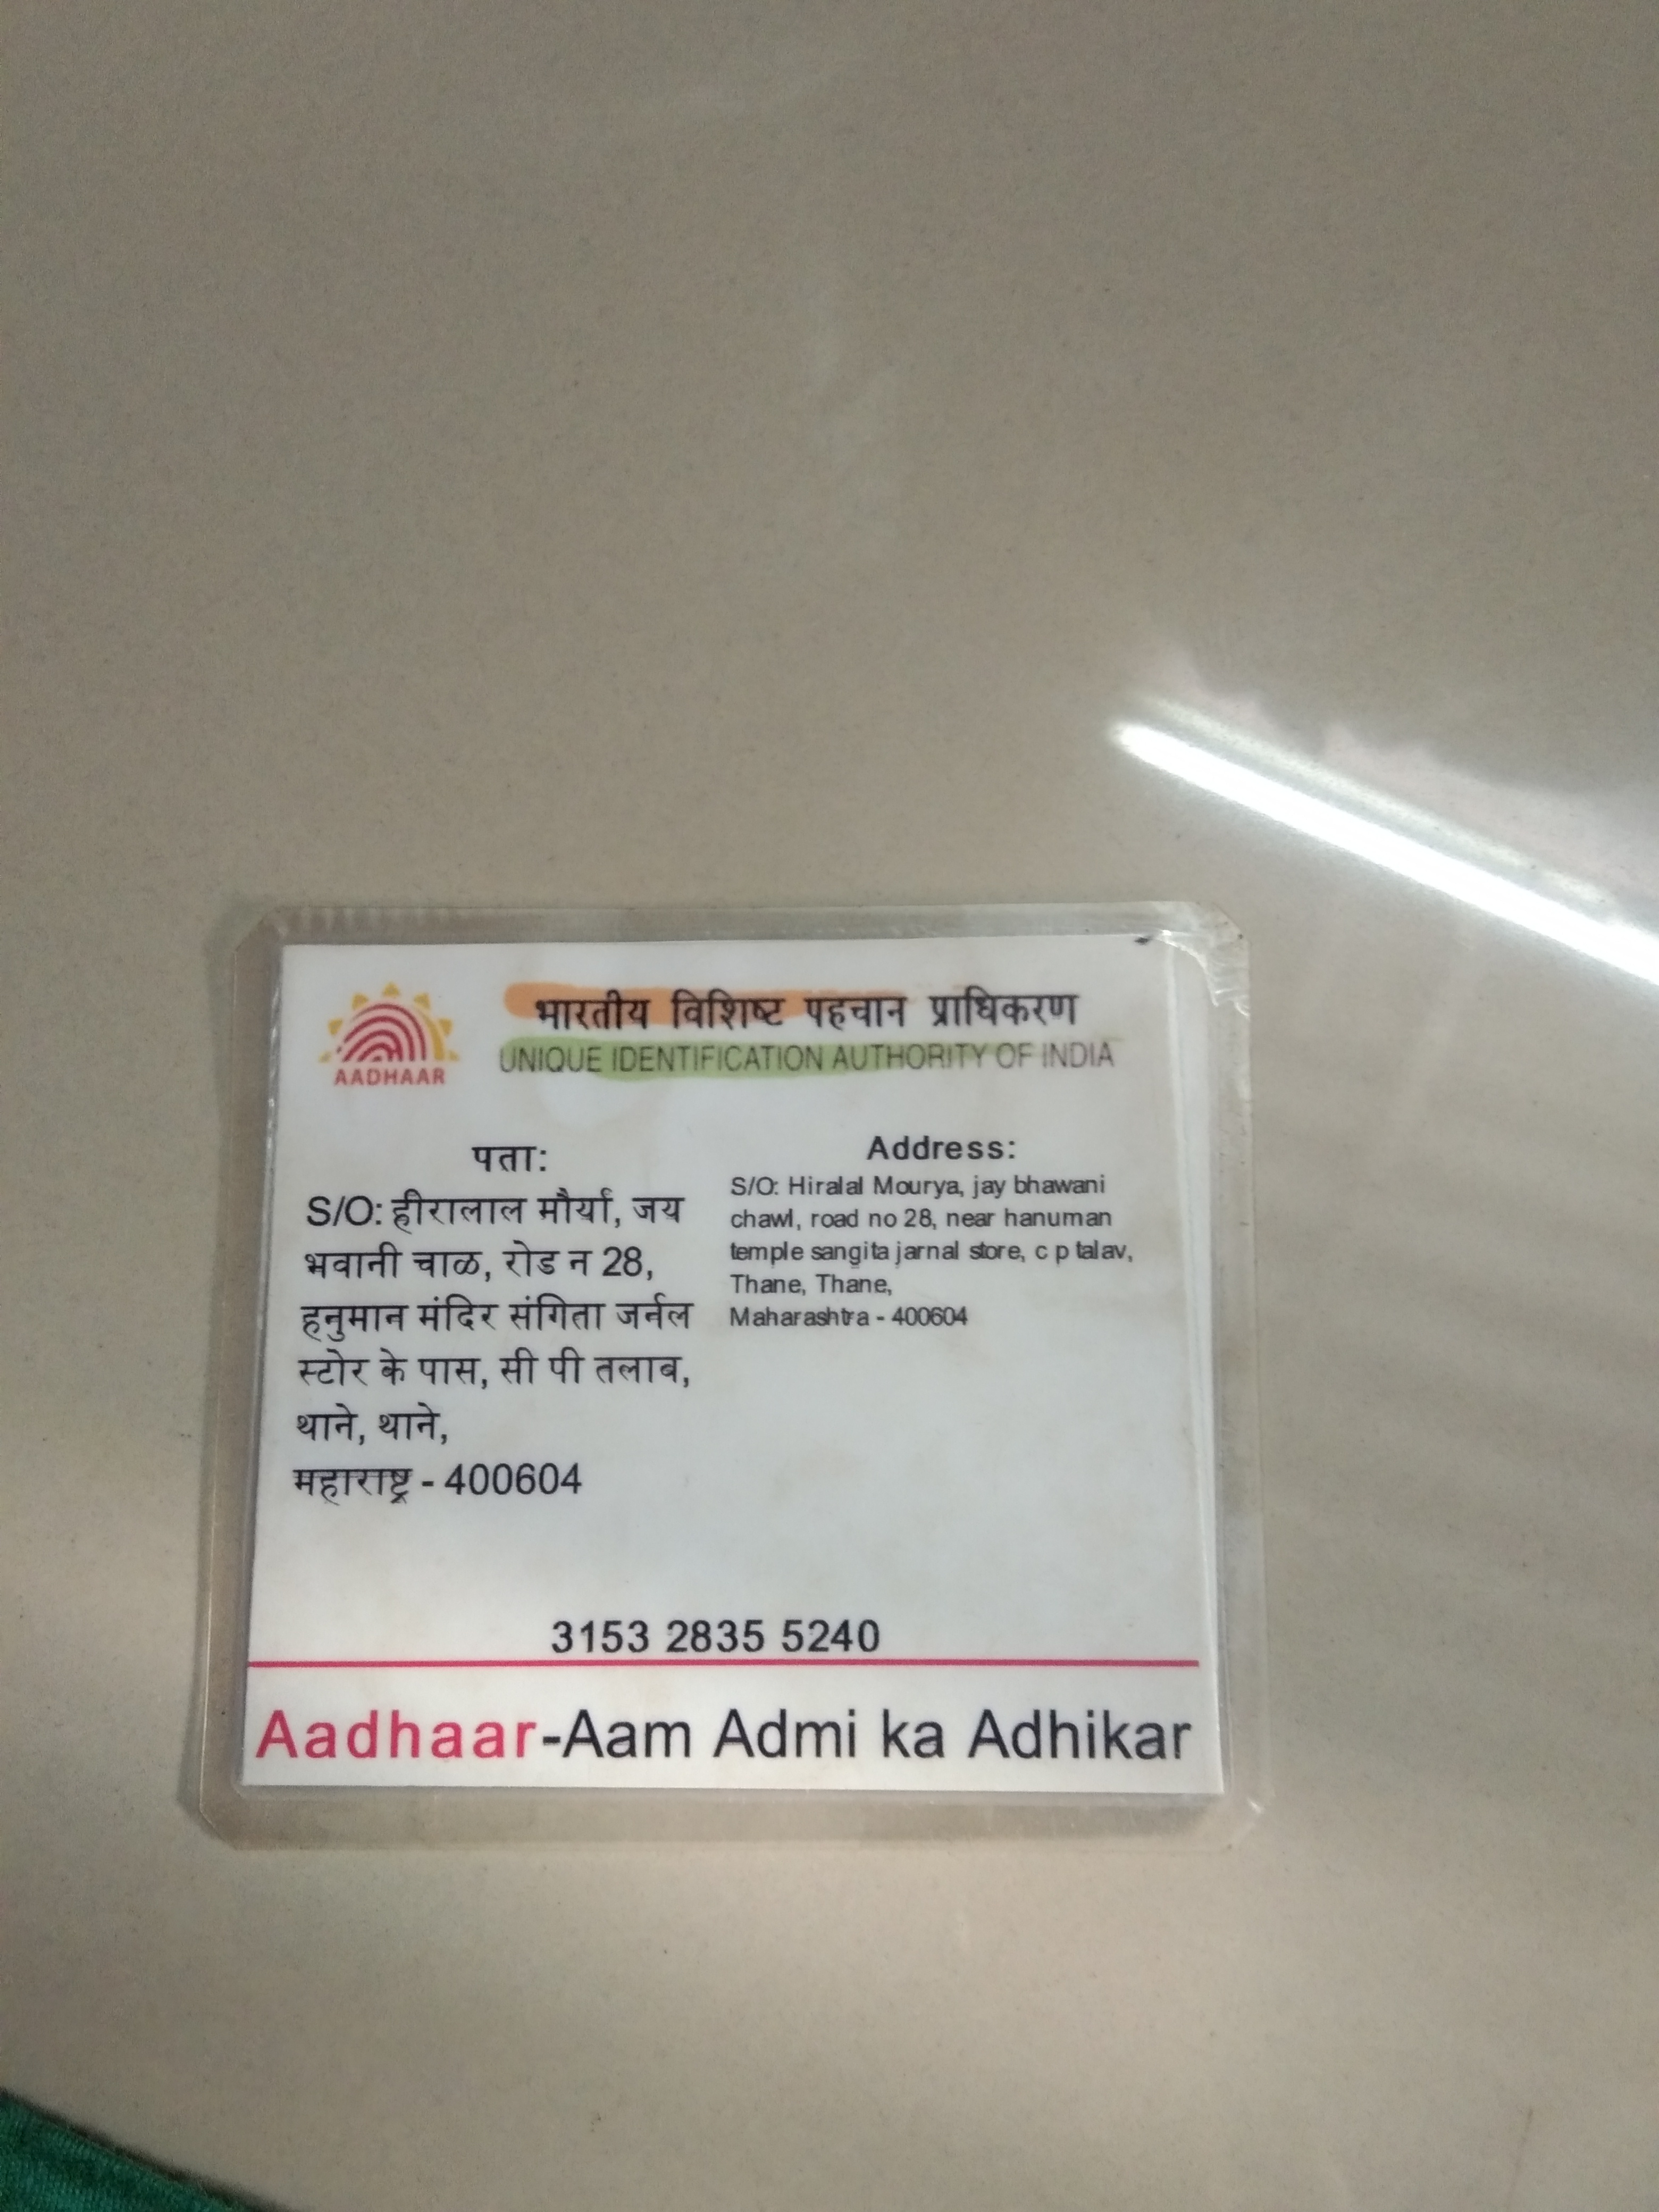 भारतीय विशिष्ट पहचान प्राधिकरण
UNIQUE IDENTIFICATION AUTHORITY OF INDIA
AADHAAR
पता:
S/O: हीरालाल मौर्या, जय
भवानी चाळ, रोड न 28,
हनुमान मंदिर संगिता जर्नल
स्टोर के पास, सी पी तलाब,
थाने, थाने,
महाराष्ट्र - 400604
Address:
S/O: Hiralal Mourya, jay bhawani
chawl, road no 28, near hanuman
temple sangita jarnal store, c p talav,
Thane, Thane,
Maharashtra - 400604
3153 2835 5240
Aadhaar-Aam Admi ka Adhikar